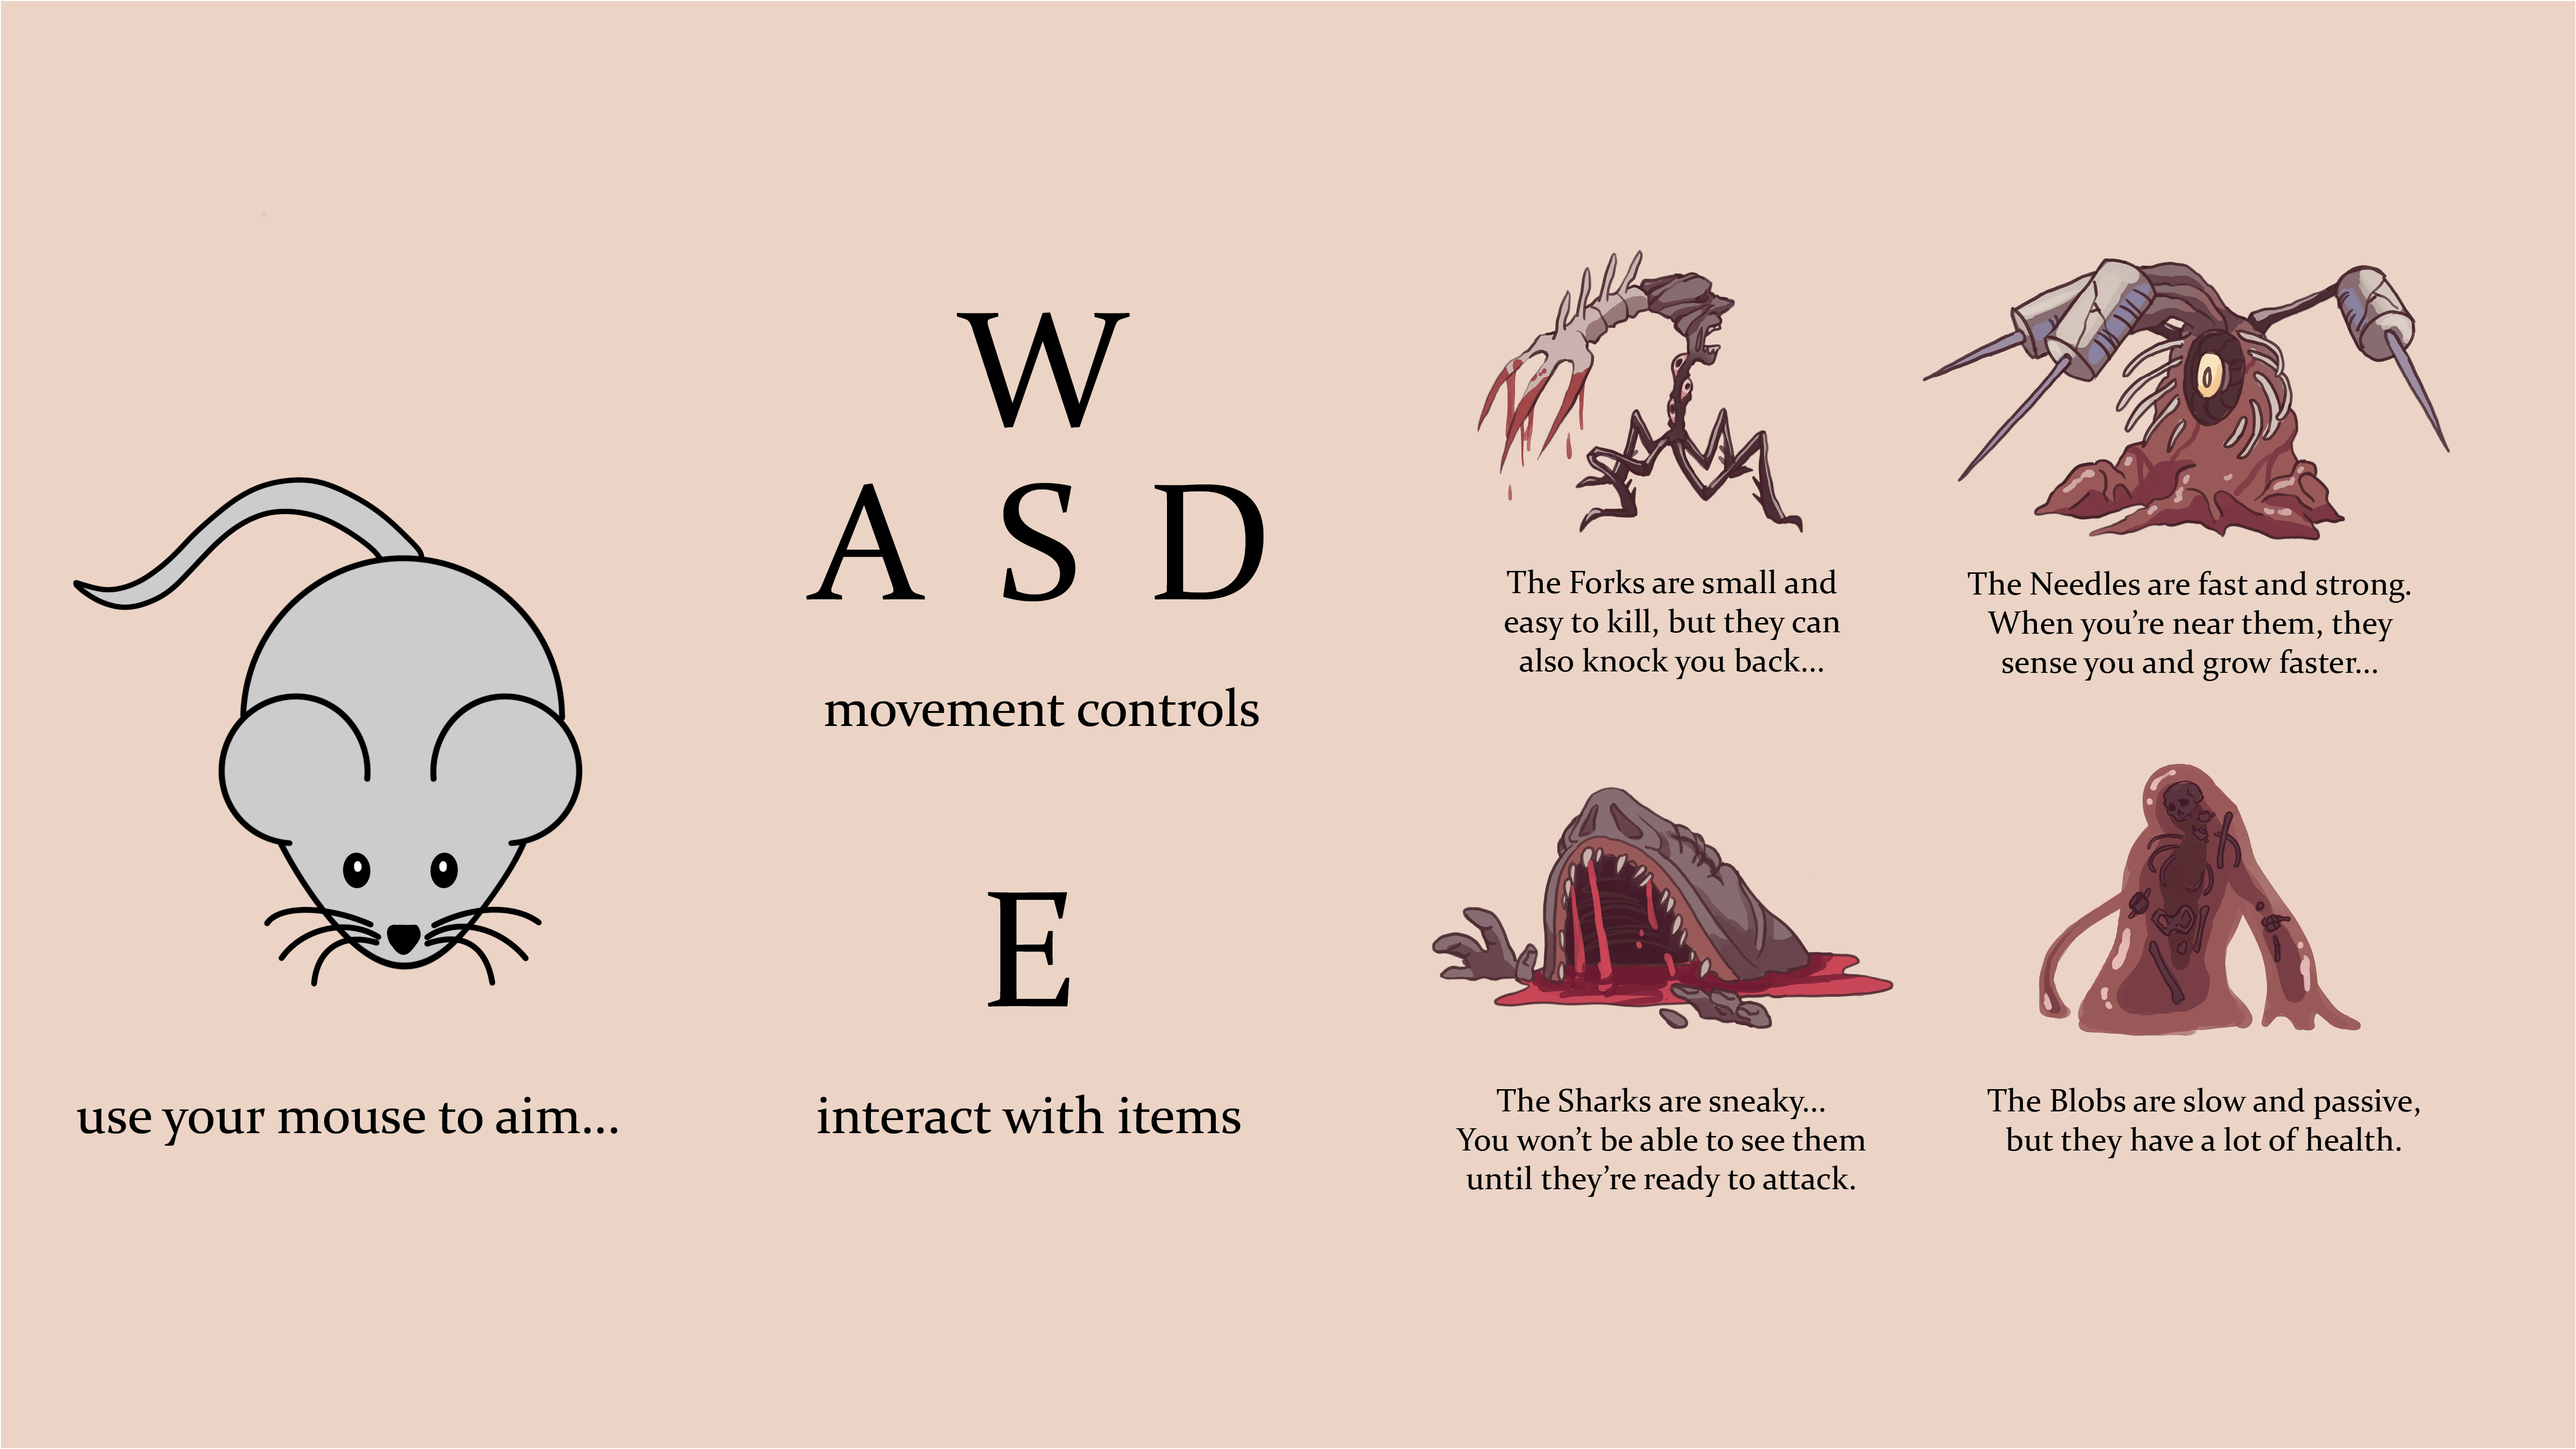 W
A S D
movement controls
E
use your mouse to aim...
interact with items
The Forks are small and
easy to kill, but they can
also knock you back...
The Needles are fast and strong.
When you’re near them, they
sense you and grow faster...
The Sharks are sneaky...
You won’t be able to see them
until they’re ready to attack.
The Blobs are slow and passive,
but they have a lot of health.